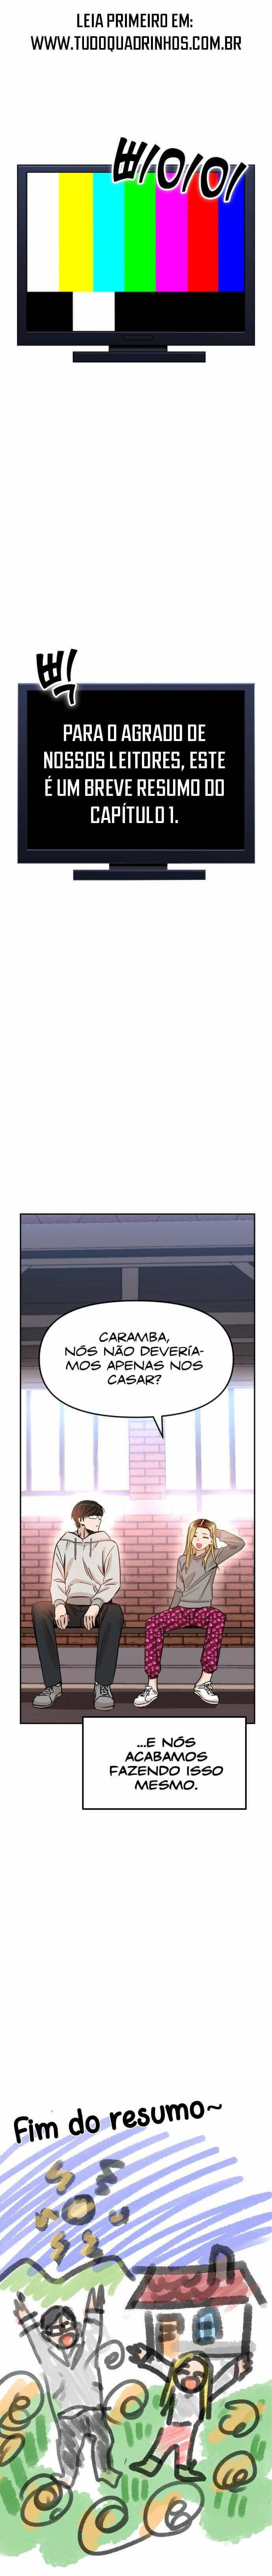 LEIA PRIMEIRO EM:
WWW.TUDOQUADRINHOS.COM.BR
삐이이이
삑
PARA O AGRADO DE
NOSSOS LEITORES, ESTE
É UM BREVE RESUMO DO
CAPÍTULO 1.
CARAMBA,
NÓS NÃO DEVERÍA-
MOS APENAS NOS
CASAR?
...E NÓS
ACABAMOS
FAZENDO ISSO
MESMO.
Fim do resumo~